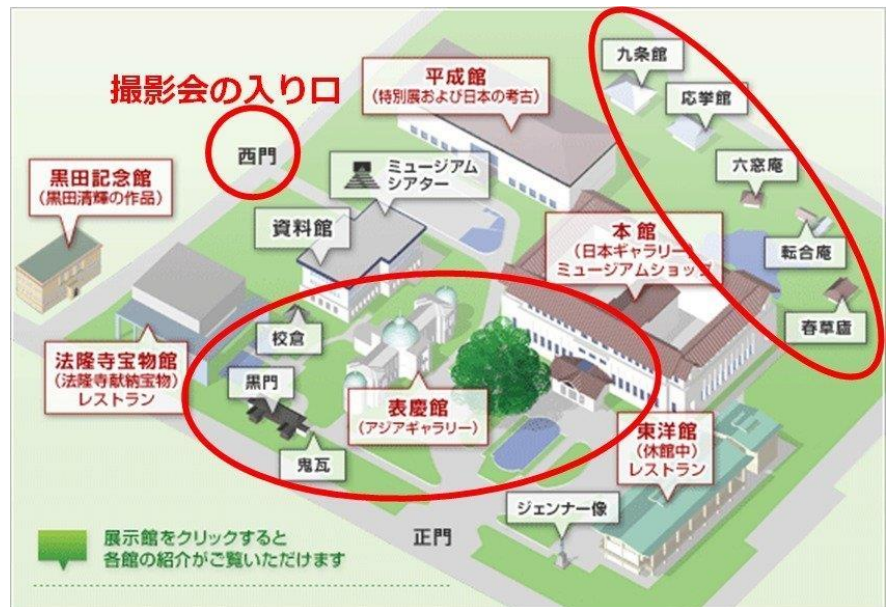 九条館
平成館
(特別展および日本の考古)
撮影会の入り口
応挙館
西門
ミュージアム
シアター
六窓庵
黒田記念館
(黒田清輝の作品)
資料館
本館
(日本ギャラリー)
ミュージアムショップ
転合庵
春草廬
校倉
法隆寺宝物館
(法隆寺献納宝物)
レストラン
黒門
表慶館
(アジアギャラリー)
東洋館
(休館中)
レストラン
鬼瓦
ジェンナー像
正門
展示館をクリックすると
各館の紹介がご覧いただけます